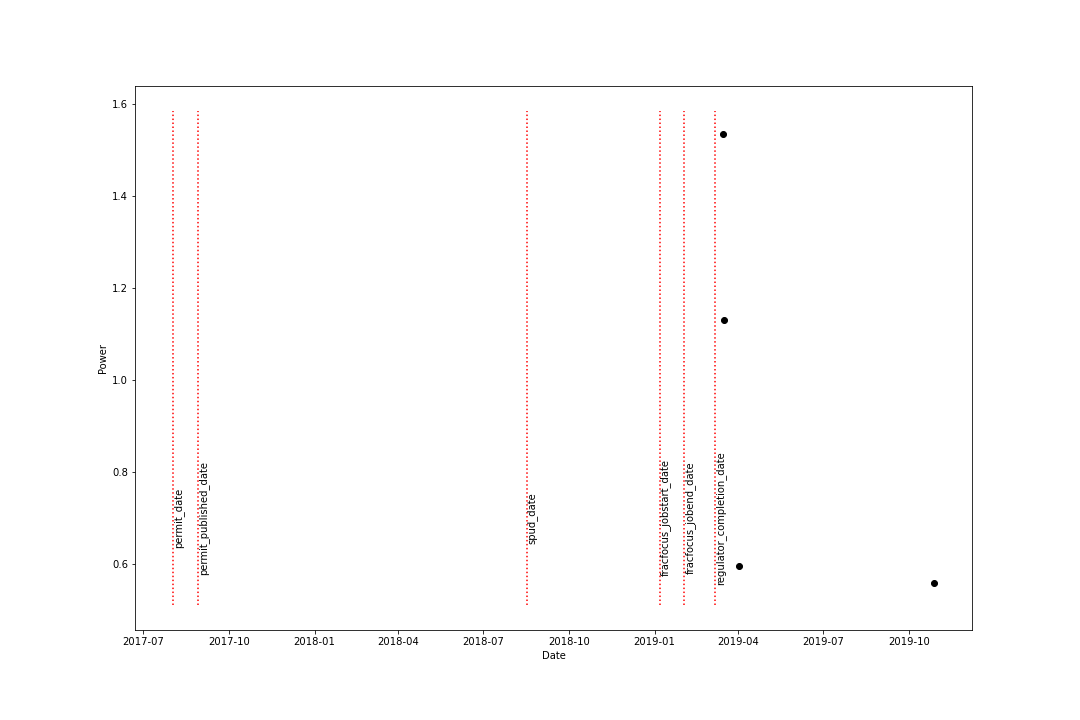 1.6
1.4
1.2
1.0
0.8
0.6
Power
permit_date
permit_published_date
spud_date
fracfocus_jobstart_date
fracfocus_jobend_date
regulator_completion_date
2017-07 2017-10 2018-01 2018-04 2018-07 2018-10 2019-01 2019-04 2019-07 2019-10
Date